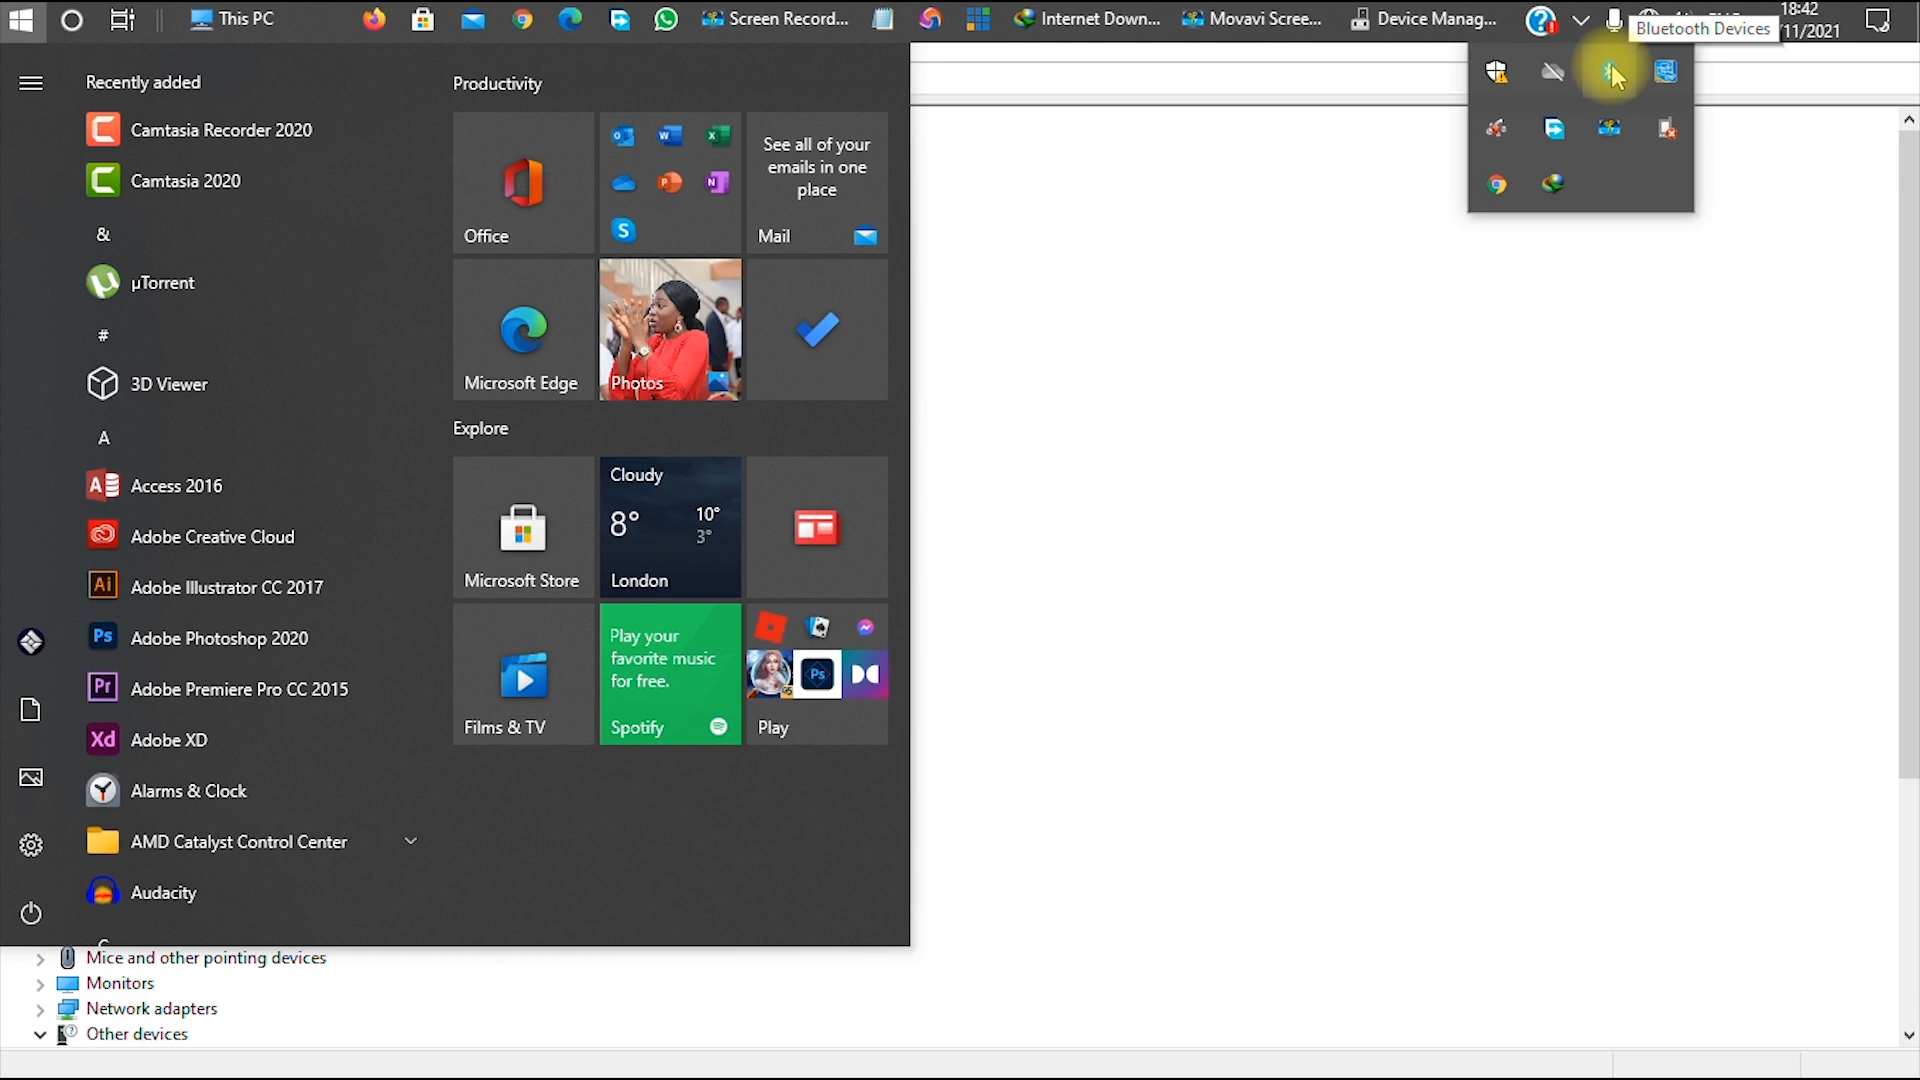 This PC
Screen Record...
Internet Down...
Movavi Scree...
Device Manag...
18:42
/11/2021
Bluetooth Devices
Recently added
Camtasia Recorder 2020
Camtasia 2020
&
µTorrent
#
3D Viewer
A
Access 2016
Adobe Creative Cloud
Adobe Illustrator CC 2017
Adobe Photoshop 2020
Adobe Premiere Pro CC 2015
Adobe XD
Alarms & Clock
AMD Catalyst Control Center
Audacity
Productivity
Office
See all of your
emails in one
place
Mail
Microsoft Edge
Photos
Explore
Microsoft Store
Cloudy
8°
10°
3°
London
Films & TV
Play your
favorite music
for free.
Spotify
Play
Mice and other pointing devices
Monitors
Network adapters
Other devices